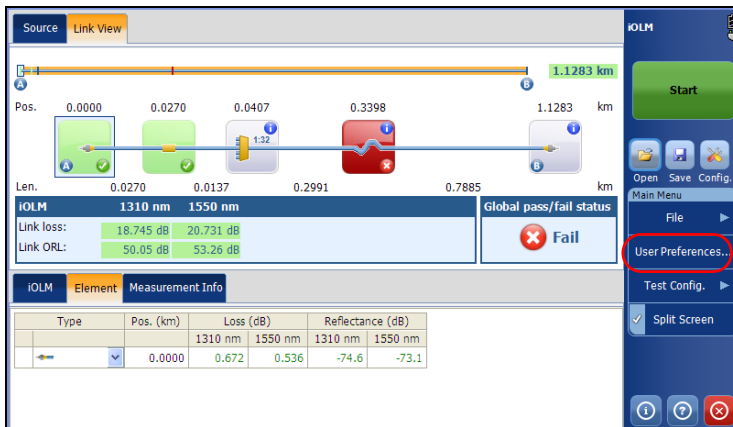 Source Link View
iOLM
1.1283 km
A B
Pos. 0.0000 0.0270 0.0407 0.3398 1.1283 km
1:32
A B
Len. 0.0270 0.0137 0.2991 0.7885 km
iOLM 1310 nm 1550 nm Global pass/fail status
Link loss: 18.745 dB 20.731 dB
Link ORL: 50.05 dB 53.26 dB
Fail
iOLM Element Measurement Info
Type Pos. (km) Loss (dB) Reflectance (dB)
1310 nm 1550 nm 1310 nm 1550 nm
0.0000 0.672 0.536 -74.6 -73.1
Start
Open Save Config.
Main Menu
File
User Preferences...
Test Config.
Split Screen